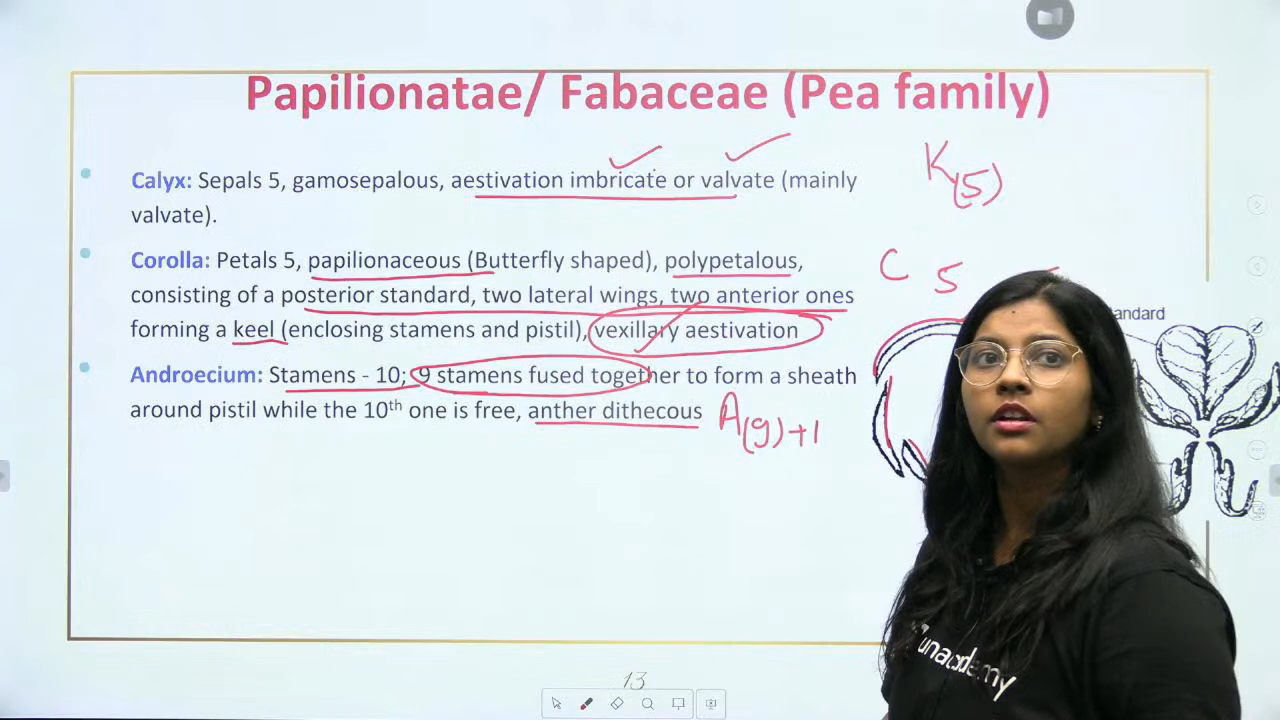 Papilionatae/ Fabaceae (Pea family)
Calyx: Sepals 5, gamosepalous, aestivation imbricate or valvate (mainly
valvate).
K(5)
Corolla: Petals 5, papilionaceous (Butterfly shaped), polypetalous,
consisting of a posterior standard, two lateral wings, two anterior ones
forming a keel (enclosing stamens and pistil), vexillary aestivation
C 5
tandard
Androecium: Stamens - 10; 9 stamens fused together to form a sheath
around pistil while the 10th one is free, anther dithecous
A(9)+1
unacademy
13